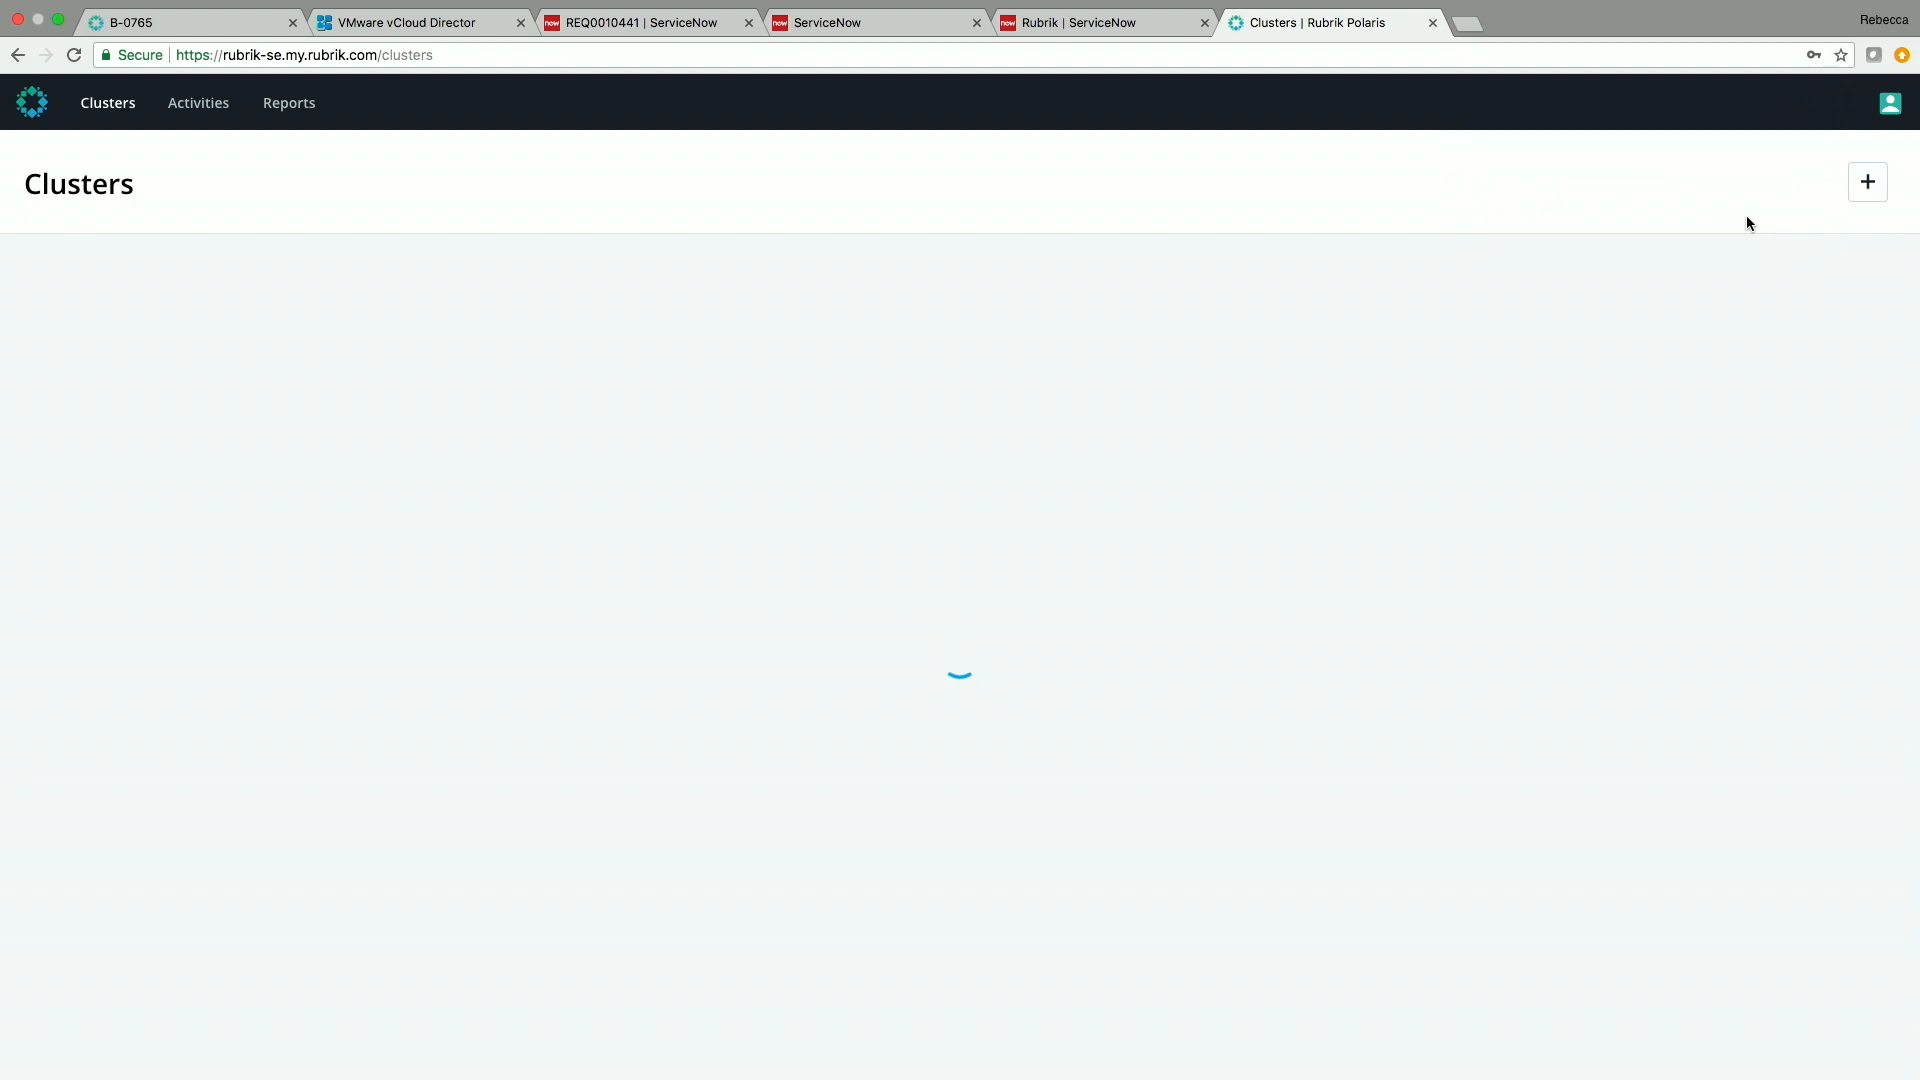 B-0765
VMware vCloud Director
REQ0010441 | ServiceNow
ServiceNow
Rubrik | ServiceNow
Clusters | Rubrik Polaris
Rebecca
Secure
https://rubrik-se.my.rubrik.com/clusters
Clusters
Activities
Reports
Clusters